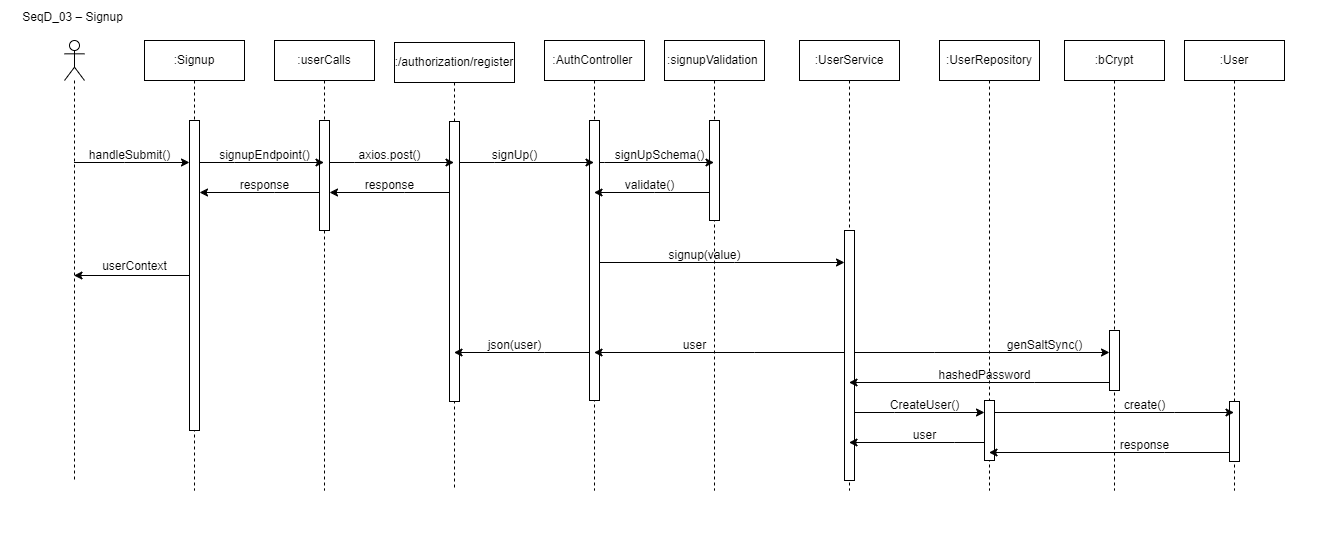 SeqD_03 – Signup
:Signup
:userCalls
:/authorization/register
:AuthController
:signupValidation
:UserService
:UserRepository
:bCrypt
:User
handleSubmit()
signupEndpoint()
axios.post()
signUp()
signUpSchema()
response
response
validate()
signup(value)
userContext
json(user)
user
genSaltSync()
hashedPassword
CreateUser()
create()
user
response